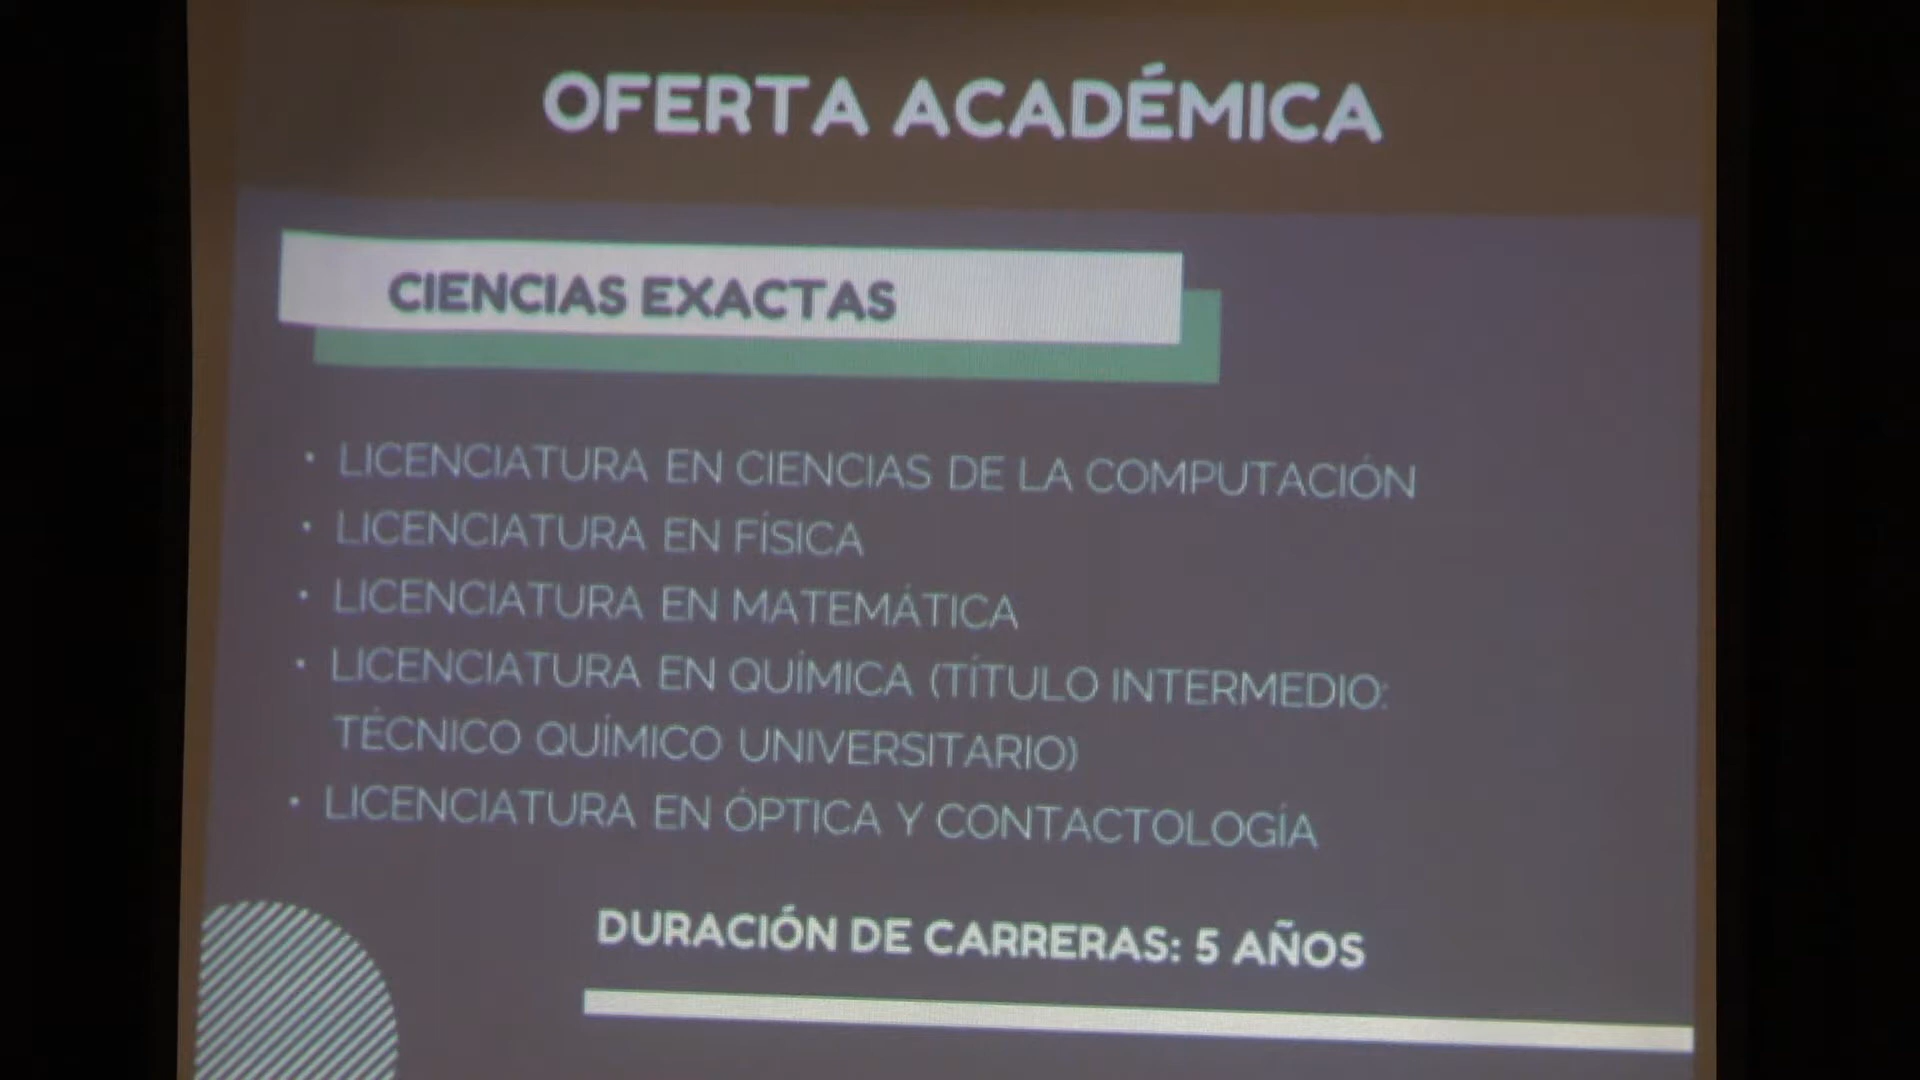 OFERTA ACADÉMICA
CIENCIAS EXACTAS
• LICENCIATURA EN CIENCIAS DE LA COMPUTACIÓN
• LICENCIATURA EN FÍSICA
• LICENCIATURA EN MATEMÁTICA
• LICENCIATURA EN QUÍMICA (TÍTULO INTERMEDIO:
TÉCNICO QUÍMICO UNIVERSITARIO)
• LICENCIATURA EN ÓPTICA Y CONTACTOLOGÍA
DURACIÓN DE CARRERAS: 5 AÑOS